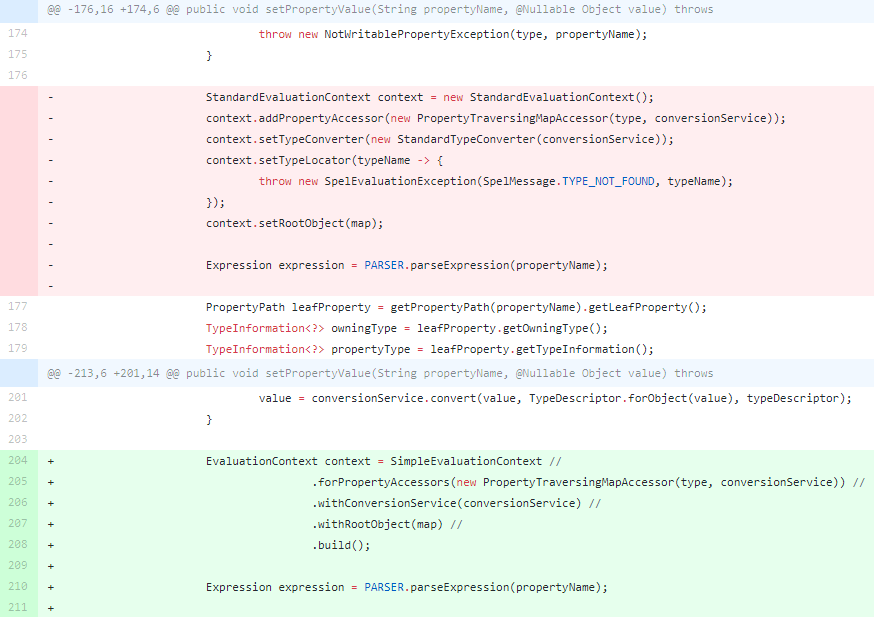 @@ -176,16 +174,6 @@ public void setPropertyValue(String propertyName, @Nullable Object value) throws
174 throw new NotWritablePropertyException(type, propertyName);
175 }
176
- StandardEvaluationContext context = new StandardEvaluationContext();
- context.addPropertyAccessor(new PropertyTraversingMapAccessor(type, conversionService));
- context.setTypeConverter(new StandardTypeConverter(conversionService));
- context.setTypeLocator(typeName -> {
- throw new SpelEvaluationException(SpelMessage.TYPE_NOT_FOUND, typeName);
- });
- context.setRootObject(map);
-
- Expression expression = PARSER.parseExpression(propertyName);
-
177 PropertyPath leafProperty = getPropertyPath(propertyName).getLeafProperty();
178 TypeInformation<?> owningType = leafProperty.getOwningType();
179 TypeInformation<?> propertyType = leafProperty.getTypeInformation();
@@ -213,6 +201,14 @@ public void setPropertyValue(String propertyName, @Nullable Object value) throws
201 value = conversionService.convert(value, TypeDescriptor.forObject(value), typeDescriptor);
202 }
203
204 + EvaluationContext context = SimpleEvaluationContext //
205 + .forPropertyAccessors(new PropertyTraversingMapAccessor(type, conversionService)) //
206 + .withConversionService(conversionService) //
207 + .withRootObject(map) //
208 + .build();
209 +
210 + Expression expression = PARSER.parseExpression(propertyName);
211 +